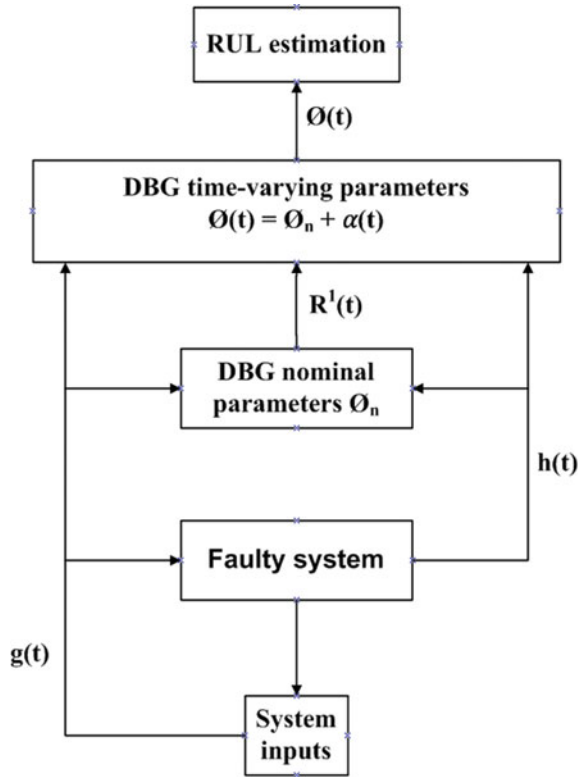 RUL estimation
Ø(t)
DBG time-varying parameters
Ø(t) = Øₙ + α(t)
R¹(t)
DBG nominal
parameters Øₙ
h(t)
Faulty system
g(t)
System
inputs